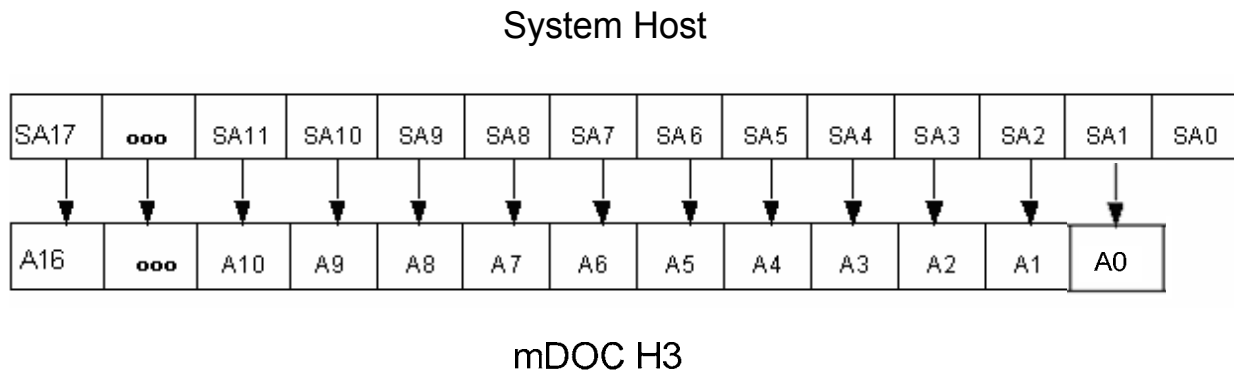 System Host
SA17 ooo SA11 SA10 SA9 SA8 SA7 SA6 SA5 SA4 SA3 SA2 SA1 SA0
A16 ooo A10 A9 A8 A7 A6 A5 A4 A3 A2 A1 A0
mDOC H3